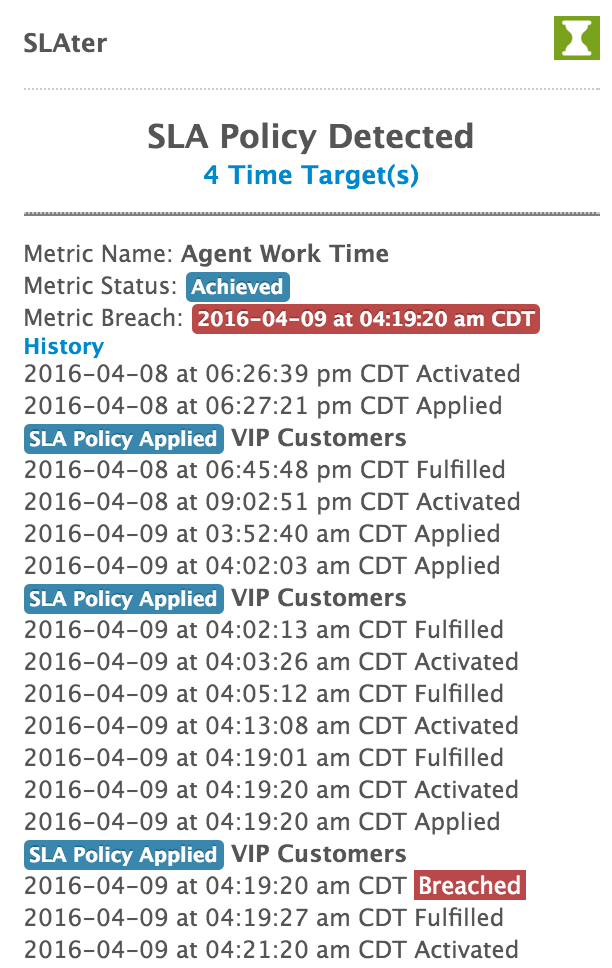 SLAter
SLA Policy Detected
4 Time Target(s)
Metric Name: Agent Work Time
Metric Status: Achieved
Metric Breach: 2016-04-09 at 04:19:20 am CDT
History
2016-04-08 at 06:26:39 pm CDT Activated
2016-04-08 at 06:27:21 pm CDT Applied
SLA Policy Applied VIP Customers
2016-04-08 at 06:45:48 pm CDT Fulfilled
2016-04-08 at 09:02:51 pm CDT Activated
2016-04-09 at 03:52:40 am CDT Applied
2016-04-09 at 04:02:03 am CDT Applied
SLA Policy Applied VIP Customers
2016-04-09 at 04:02:13 am CDT Fulfilled
2016-04-09 at 04:03:26 am CDT Activated
2016-04-09 at 04:05:12 am CDT Fulfilled
2016-04-09 at 04:13:08 am CDT Activated
2016-04-09 at 04:19:01 am CDT Fulfilled
2016-04-09 at 04:19:20 am CDT Activated
2016-04-09 at 04:19:20 am CDT Applied
SLA Policy Applied VIP Customers
2016-04-09 at 04:19:20 am CDT Breached
2016-04-09 at 04:19:27 am CDT Fulfilled
2016-04-09 at 04:21:20 am CDT Activated